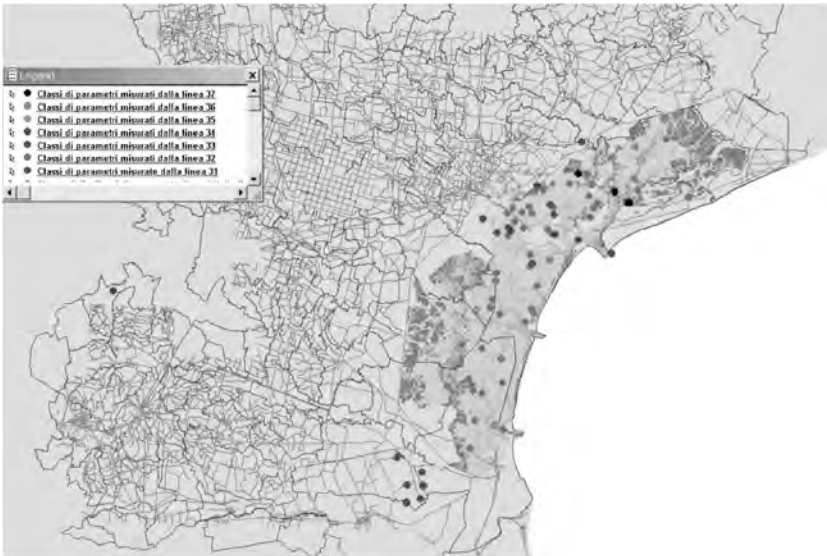 Legend
Classi di parametri misurati dalla linea 37
Classi di parametri misurati dalla linea 36
Classi di parametri misurati dalla linea 35
Classi di parametri misurati dalla linea 34
Classi di parametri misurati dalla linea 33
Classi di parametri misurati dalla linea 32
Classi di parametri misurate dalla linea 31